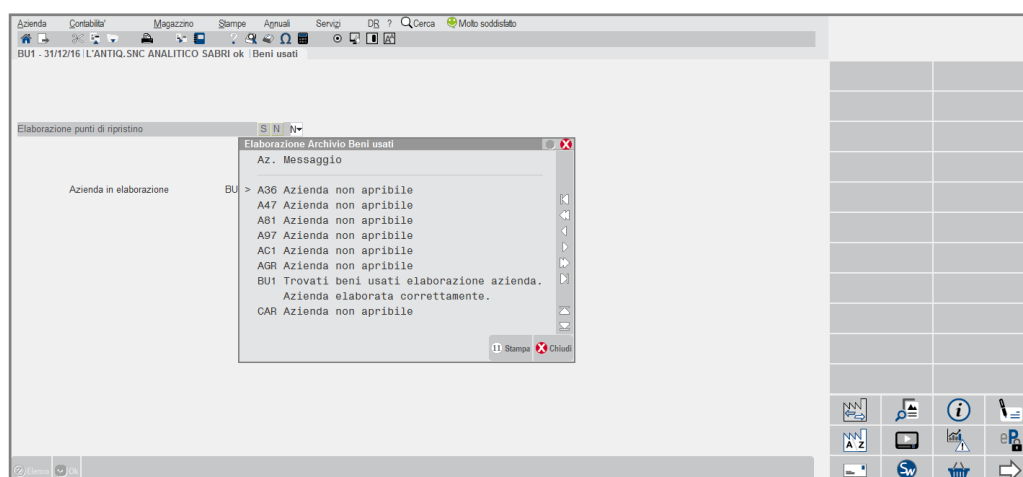 Azienda Contabilita' Magazzino Stampe Annuali Servizi DR ? Cerca Molto soddisfatto
BU1 - 31/12/16 L'ANTIQ.SNC ANALITICO SABRI ok Beni usati
Elaborazione punti di ripristino S N N
Elaborazione Archivio Beni usati
Az. Messaggio
Azienda in elaborazione BU
> A36 Azienda non apribile
A47 Azienda non apribile
A81 Azienda non apribile
A97 Azienda non apribile
AC1 Azienda non apribile
AGR Azienda non apribile
BU1 Trovati beni usati elaborazione azienda.
Azienda elaborata correttamente.
CAR Azienda non apribile
11 Stampa Chiudi
Elenco Ok
A Z
eP
Sw